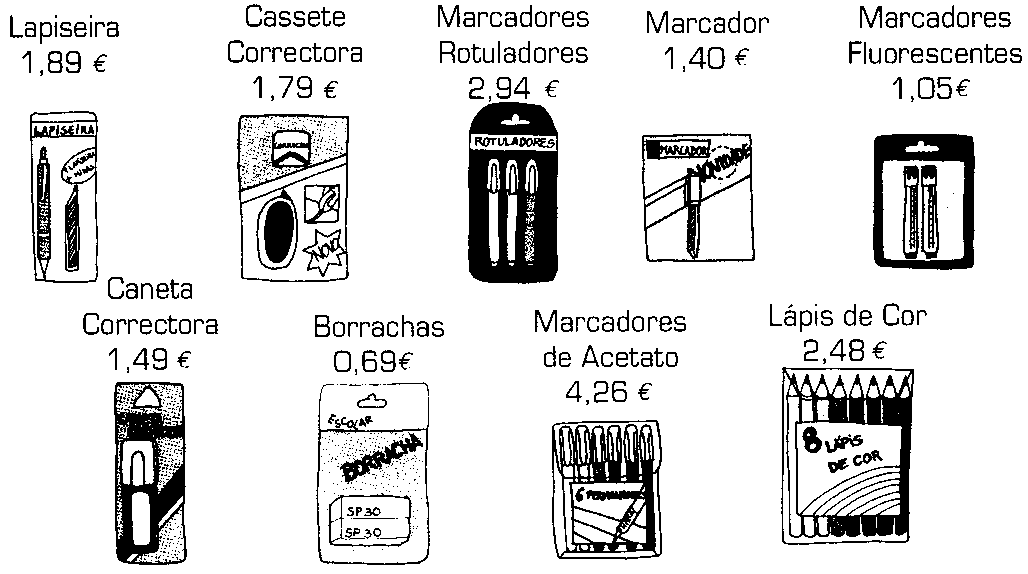 Lapiseira
1,89 €
Cassete
Correctora
1,79 €
Marcadores
Rotuladores
2,94 €
Marcador
1,40 €
Marcadores
Fluorescentes
1,05€
LAPISEIRA
NOVO
ROTULADORES
MARCADOR
NOVIDADE
Caneta
Correctora
1,49 €
Borrachas
0,69€
Marcadores
de Acetato
4,26 €
Lápis de Cor
2,48 €
ESCOLAR
BORRACHA
SP 30
SP 30
6
8 LÁPIS
DE COR